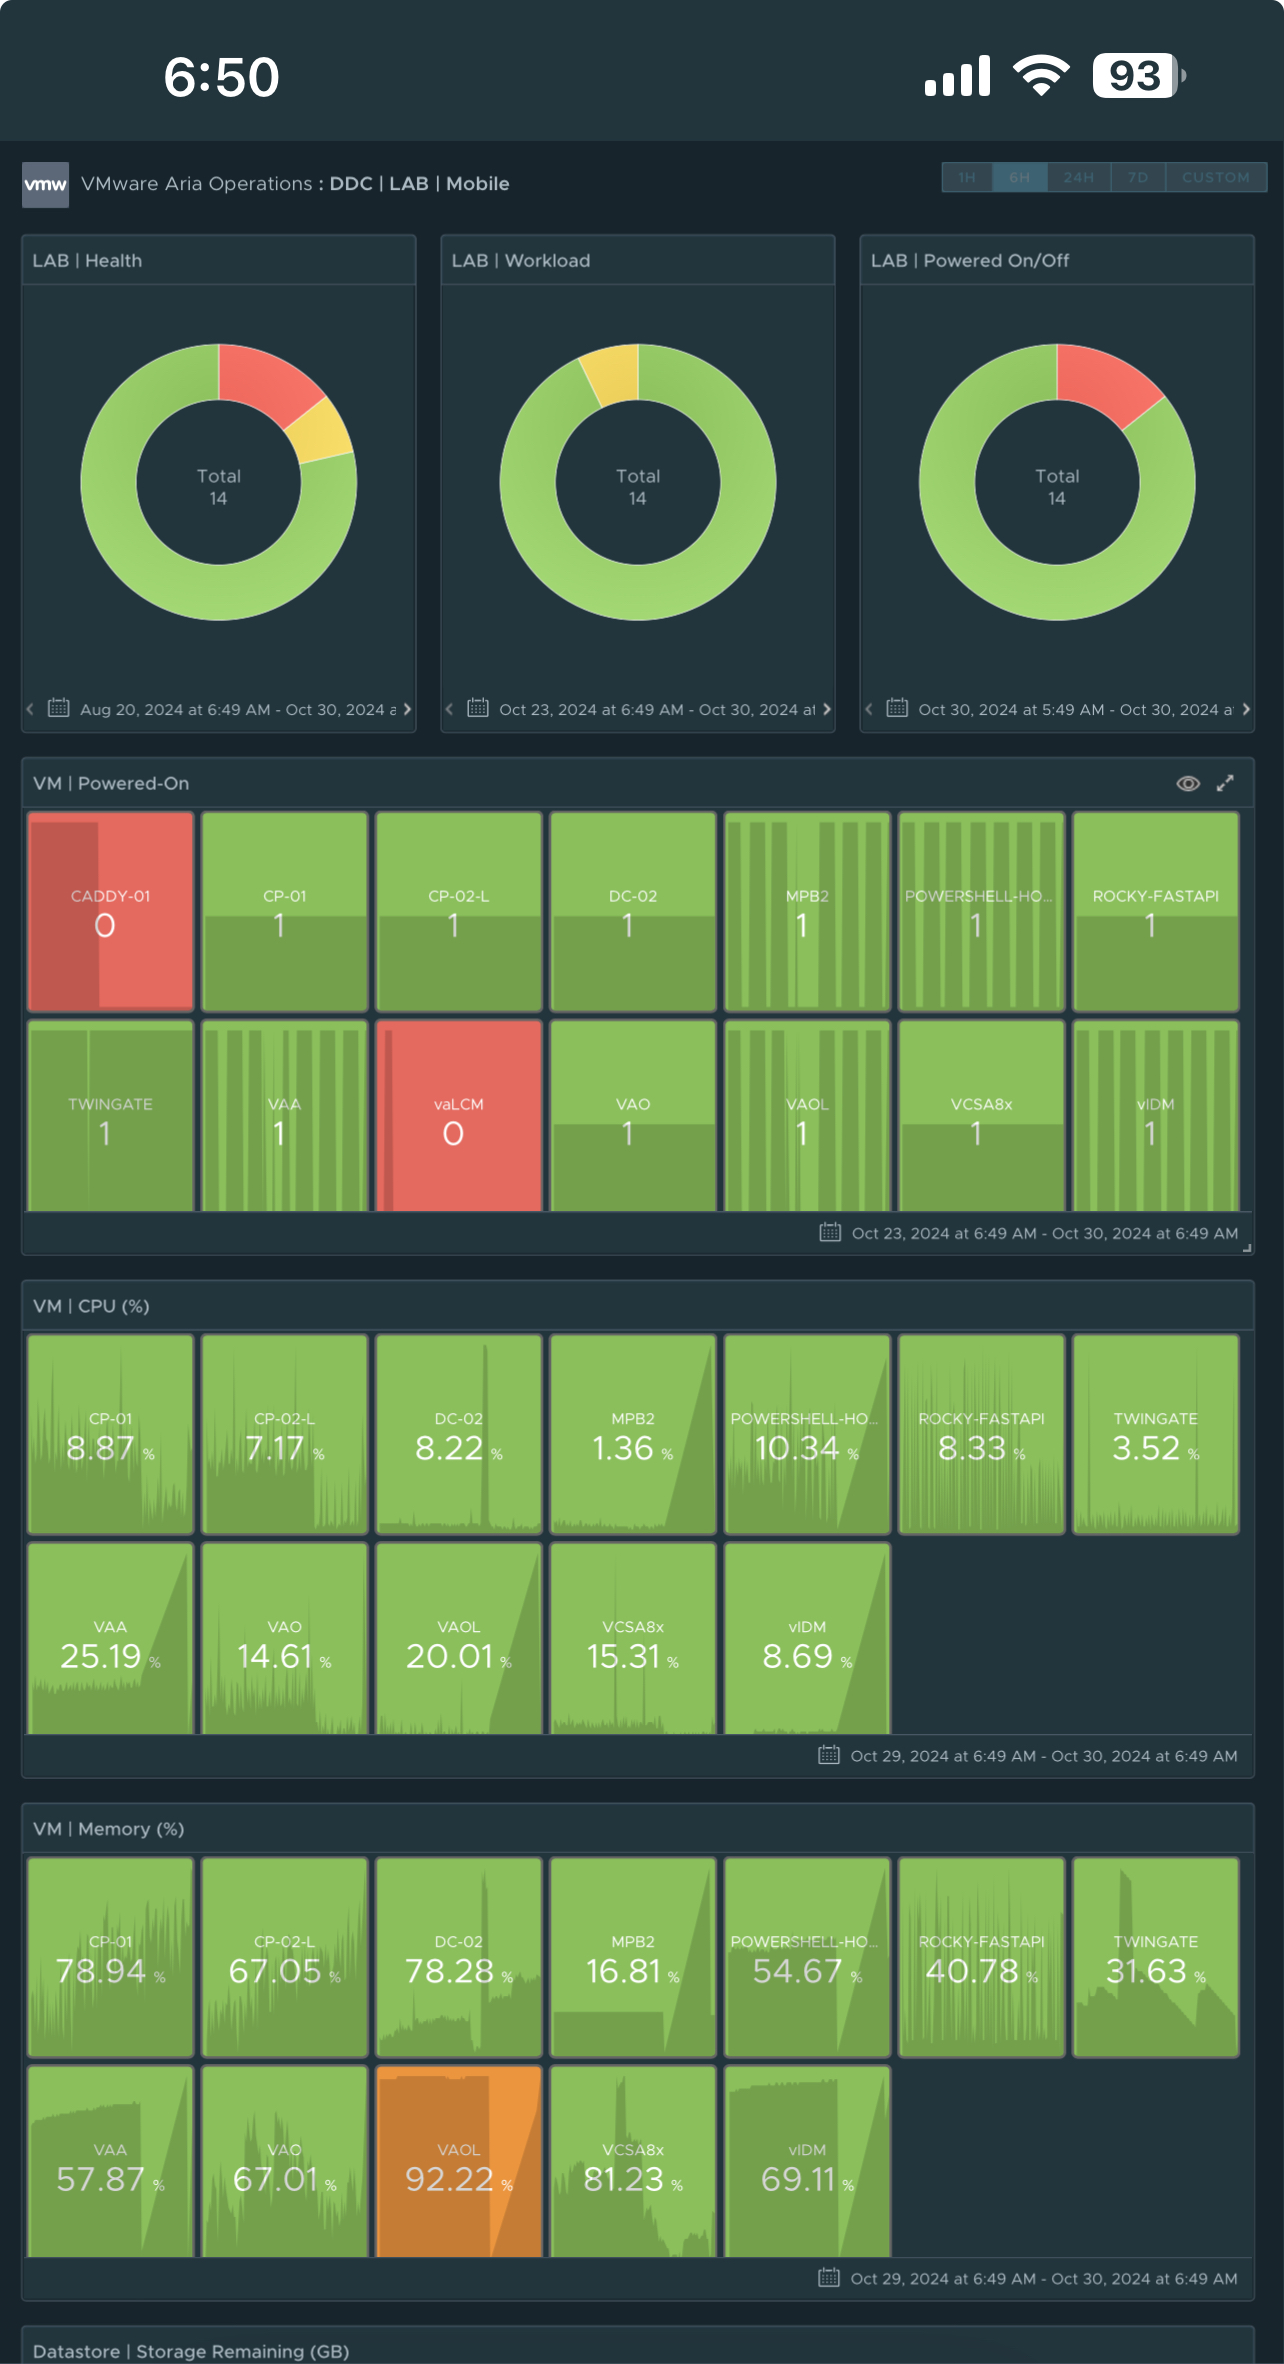 6:50
93
vmw
VMware Aria Operations : DDC | LAB | Mobile
1H 6H 24H 7D CUSTOM
LAB | Health
LAB | Workload
LAB | Powered On/Off
Total
14
Total
14
Total
14
Aug 20, 2024 at 6:49 AM - Oct 30, 2024 a
Oct 23, 2024 at 6:49 AM - Oct 30, 2024 at
Oct 30, 2024 at 5:49 AM - Oct 30, 2024 a
VM | Powered-On
CADDY-01
0
CP-01
1
CP-02-L
1
DC-02
1
MPB2
1
POWERSHELL-HO...
1
ROCKY-FASTAPI
1
TWINGATE
1
VAA
1
vaLCM
0
VAO
1
VAOL
1
VCSA8x
1
vIDM
1
Oct 23, 2024 at 6:49 AM - Oct 30, 2024 at 6:49 AM
VM | CPU (%)
CP-01
8.87 %
CP-02-L
7.17 %
DC-02
8.22 %
MPB2
1.36 %
POWERSHELL-HO...
10.34 %
ROCKY-FASTAPI
8.33 %
TWINGATE
3.52 %
VAA
25.19 %
VAO
14.61 %
VAOL
20.01 %
VCSA8x
15.31 %
vIDM
8.69 %
Oct 29, 2024 at 6:49 AM - Oct 30, 2024 at 6:49 AM
VM | Memory (%)
CP-01
78.94 %
CP-02-L
67.05 %
DC-02
78.28 %
MPB2
16.81 %
POWERSHELL-HO...
54.67 %
ROCKY-FASTAPI
40.78 %
TWINGATE
31.63 %
VAA
57.87 %
VAO
67.01 %
VAOL
92.22 %
VCSA8x
81.23 %
vIDM
69.11 %
Oct 29, 2024 at 6:49 AM - Oct 30, 2024 at 6:49 AM
Datastore | Storage Remaining (GB)